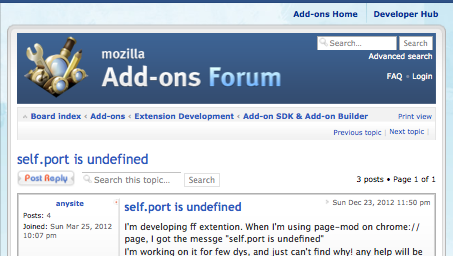 Add-ons Home Developer Hub
mozilla
Add-ons Forum
Search... Search
Advanced search
FAQ Login
Board index ‹ Add-ons ‹ Extension Development ‹ Add-on SDK & Add-on Builder Print view
Previous topic | Next topic
self.port is undefined
Post Reply Search this topic... Search 3 posts • Page 1 of 1
anysite
Posts: 4
Joined: Sun Mar 25, 2012 10:07 pm
self.port is undefined Sun Dec 23, 2012 11:50 pm
I'm developing ff extention. When I'm using page-mod on chrome://
page, I got the messge "self.port is undefined"
I'm working on it for few dys, and just can't find why! any help will be